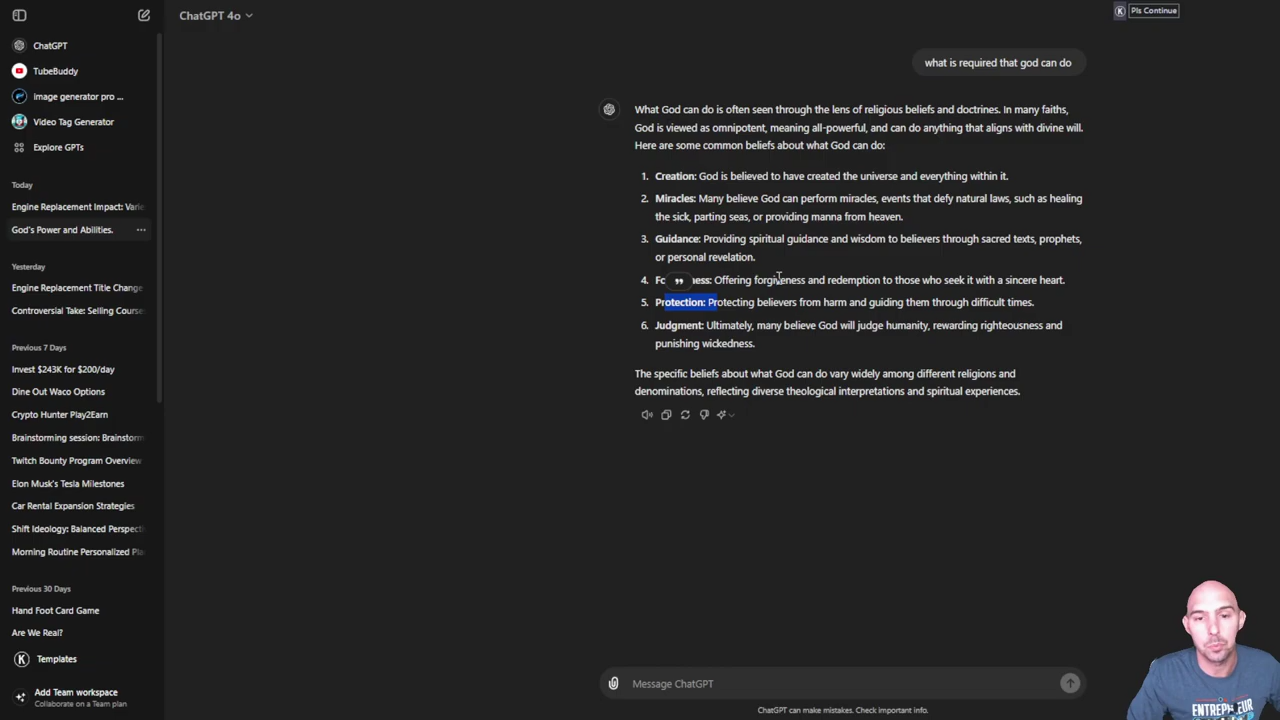 ChatGPT 4o
K Pls Continue
ChatGPT
TubeBuddy
Image generator pro ...
Video Tag Generator
Explore GPTs
Today
Engine Replacement Impact: Varie
God's Power and Abilities.
Yesterday
Engine Replacement Title Change
Controversial Take: Selling Course
Previous 7 Days
Invest $243K for $200/day
Dine Out Waco Options
Crypto Hunter Play2Earn
Brainstorming session: Brainstorm
Twitch Bounty Program Overview
Elon Musk's Tesla Milestones
Car Rental Expansion Strategies
Shift Ideology: Balanced Perspecti
Morning Routine Personalized Pla
Previous 30 Days
Hand Foot Card Game
Are We Real?
K Templates
Add Team workspace
Collaborate on a Team plan
what is required that god can do
What God can do is often seen through the lens of religious beliefs and doctrines. In many faiths,
God is viewed as omnipotent, meaning all-powerful, and can do anything that aligns with divine will.
Here are some common beliefs about what God can do:
1. Creation: God is believed to have created the universe and everything within it.
2. Miracles: Many believe God can perform miracles, events that defy natural laws, such as healing
the sick, parting seas, or providing manna from heaven.
3. Guidance: Providing spiritual guidance and wisdom to believers through sacred texts, prophets,
or personal revelation.
4. Fo ness: Offering forgiveness and redemption to those who seek it with a sincere heart.
5. Protection: Protecting believers from harm and guiding them through difficult times.
6. Judgment: Ultimately, many believe God will judge humanity, rewarding righteousness and
punishing wickedness.
The specific beliefs about what God can do vary widely among different religions and
denominations, reflecting diverse theological interpretations and spiritual experiences.
Message ChatGPT
ChatGPT can make mistakes. Check important info.